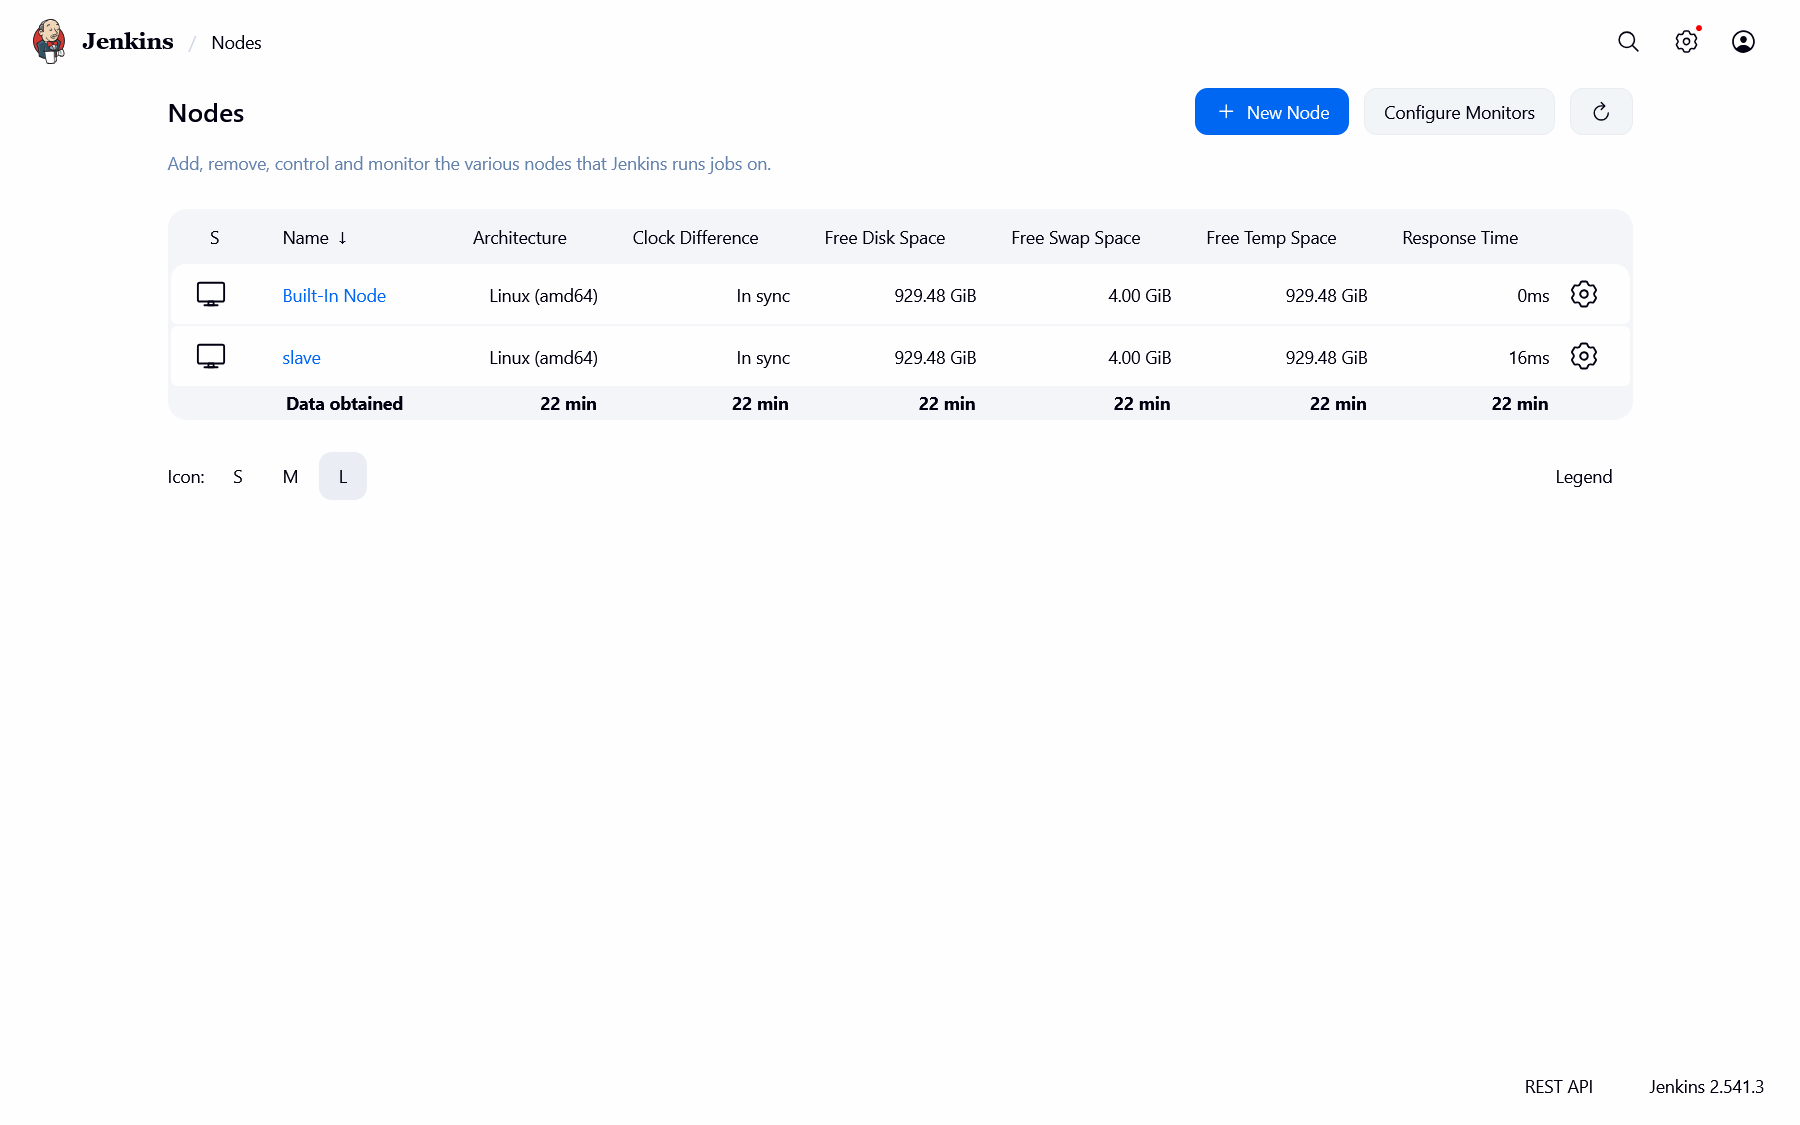 Jenkins / Nodes
Nodes
+ New Node
Configure Monitors
Add, remove, control and monitor the various nodes that Jenkins runs jobs on.
S Name ↓ Architecture Clock Difference Free Disk Space Free Swap Space Free Temp Space Response Time
Built-In Node Linux (amd64) In sync 929.48 GiB 4.00 GiB 929.48 GiB 0ms
slave Linux (amd64) In sync 929.48 GiB 4.00 GiB 929.48 GiB 16ms
Data obtained 22 min 22 min 22 min 22 min 22 min 22 min
Icon: S M L Legend
REST API Jenkins 2.541.3